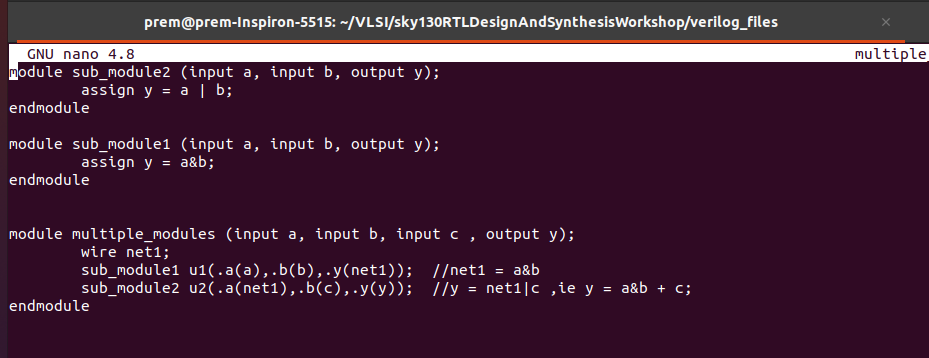 prem@prem-Inspiron-5515: ~/VLSI/sky130RTLDesignAndSynthesisWorkshop/verilog_files ×
GNU nano 4.8 multiple
module sub_module2 (input a, input b, output y);
assign y = a | b;
endmodule
module sub_module1 (input a, input b, output y);
assign y = a&b;
endmodule
module multiple_modules (input a, input b, input c , output y);
wire net1;
sub_module1 u1(.a(a),.b(b),.y(net1)); //net1 = a&b
sub_module2 u2(.a(net1),.b(c),.y(y)); //y = net1|c ,ie y = a&b + c;
endmodule